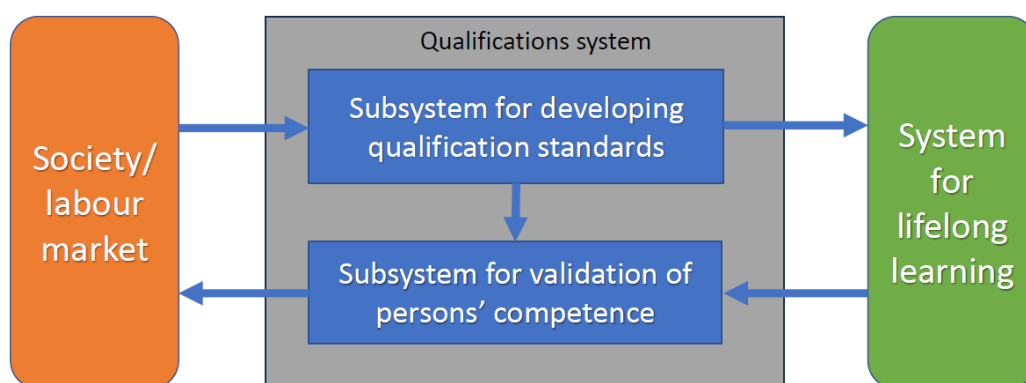 Qualifications system
Society/
labour
market
Subsystem for developing
qualification standards
Subsystem for validation of
persons’ competence
System
for
lifelong
learning